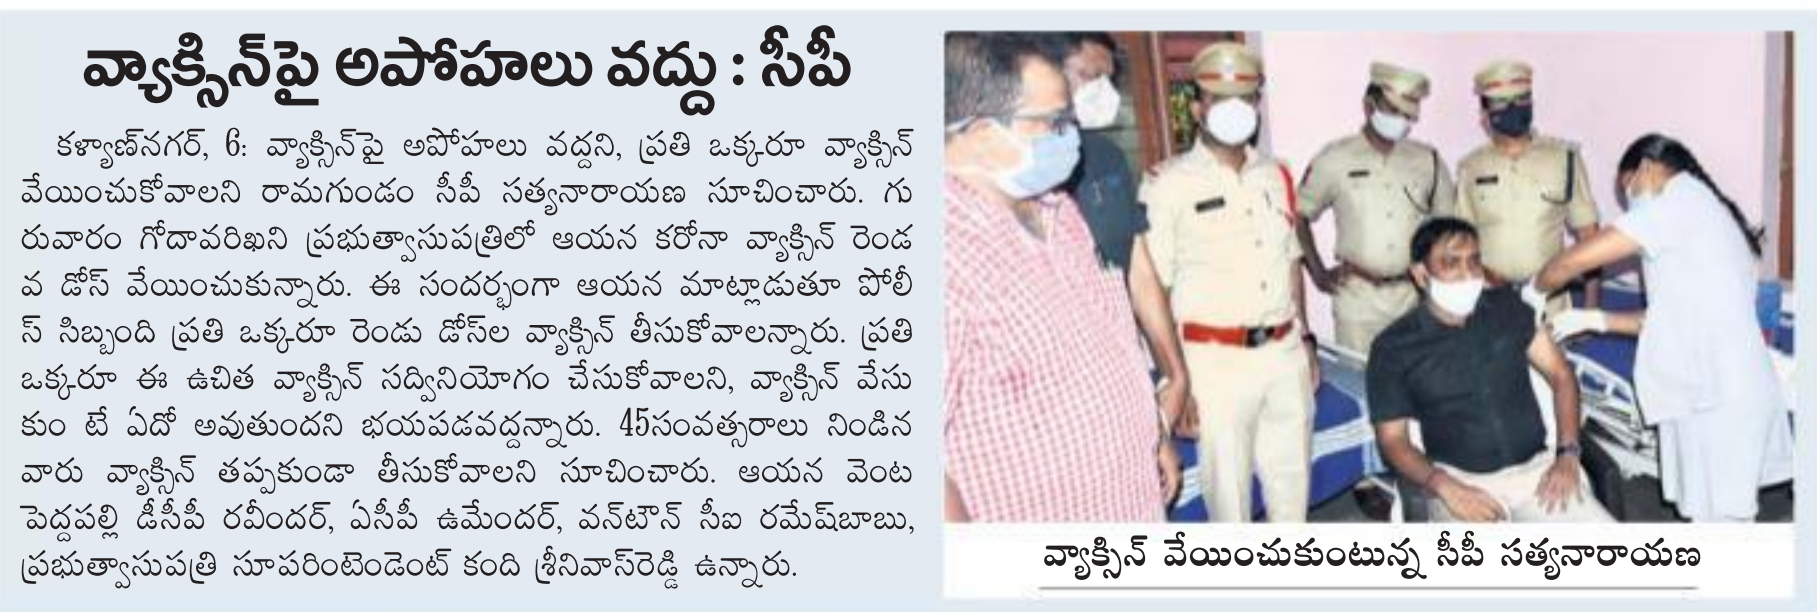 వ్యాక్సిన్‌పై అపోహలు వద్దు : సీపీ
కళ్యాణ్‌నగర్, 6: వ్యాక్సిన్‌పై అపోహలు వద్దని, ప్రతి ఒక్కరూ వ్యాక్సిన్
వేయించుకోవాలని రామగుండం సీపీ సత్యనారాయణ సూచించారు. గు
రువారం గోదావరిఖని ప్రభుత్వాసుపత్రిలో ఆయన కరోనా వ్యాక్సిన్ రెండ
వ డోస్ వేయించుకున్నారు. ఈ సందర్భంగా ఆయన మాట్లాడుతూ పోలీ
స్ సిబ్బంది ప్రతి ఒక్కరూ రెండు డోస్‌ల వ్యాక్సిన్ తీసుకోవాలన్నారు. ప్రతి
ఒక్కరూ ఈ ఉచిత వ్యాక్సిన్ సద్వినియోగం చేసుకోవాలని, వ్యాక్సిన్ వేసు
కుం టే ఏదో అవుతుందని భయపడవద్దన్నారు. 45సంవత్సరాలు నిండిన
వారు వ్యాక్సిన్ తప్పకుండా తీసుకోవాలని సూచించారు. ఆయన వెంట
పెద్దపల్లి డీసీపీ రవీందర్, ఏసీపీ ఉమేందర్, వన్‌టౌన్ సీఐ రమేష్‌బాబు,
ప్రభుత్వాసుపత్రి సూపరింటెండెంట్ కంది శ్రీనివాస్‌రెడ్డి ఉన్నారు.
వ్యాక్సిన్ వేయించుకుంటున్న సీపీ సత్యనారాయణ